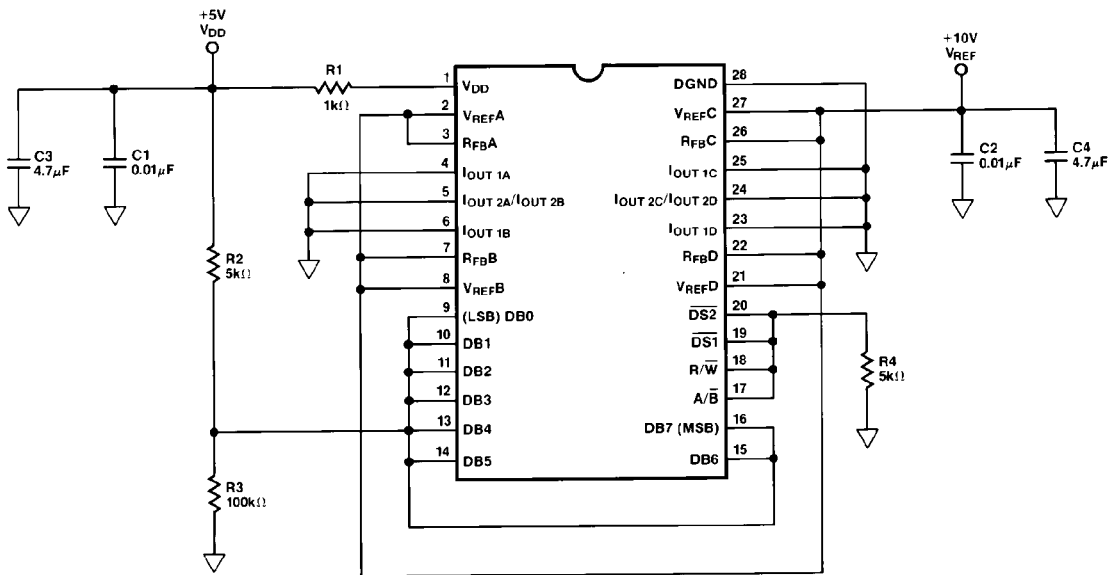 +5V
VDD
+10V
VREF
R1
1kΩ
C3
4.7µF
C1
0.01µF
R2
5kΩ
R3
100kΩ
1 VDD
2 VREFA
3 RFBA
4 IOUT 1A
5 IOUT 2A/IOUT 2B
6 IOUT 1B
7 RFBB
8 VREFB
9 (LSB) DB0
10 DB1
11 DB2
12 DB3
13 DB4
14 DB5
DGND 28
VREFC 27
RFBC 26
IOUT 1C 25
IOUT 2C/IOUT 2D 24
IOUT 1D 23
RFBD 22
VREFD 21
D̅S̅2̅ 20
D̅S̅1̅ 19
R/W̅ 18
A/B̅ 17
DB7 (MSB) 16
DB6 15
C2
0.01µF
C4
4.7µF
R4
5kΩ